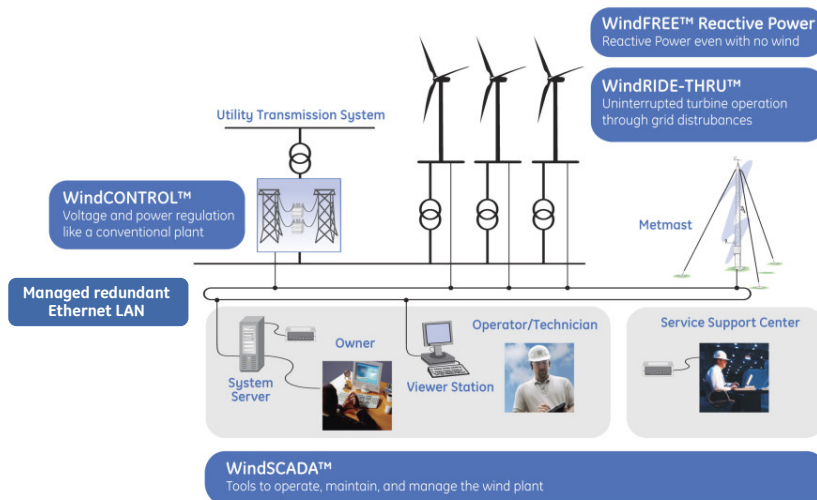 WindFREE™ Reactive Power
Reactive Power even with no wind
WindRIDE-THRU™
Uninterrupted turbine operation
through grid distrubances
Utility Transmission System
WindCONTROL™
Voltage and power regulation
like a conventional plant
Metmast
Managed redundant
Ethernet LAN
Owner
Operator/Technician
Service Support Center
System
Server
Viewer Station
WindSCADA™
Tools to operate, maintain, and manage the wind plant